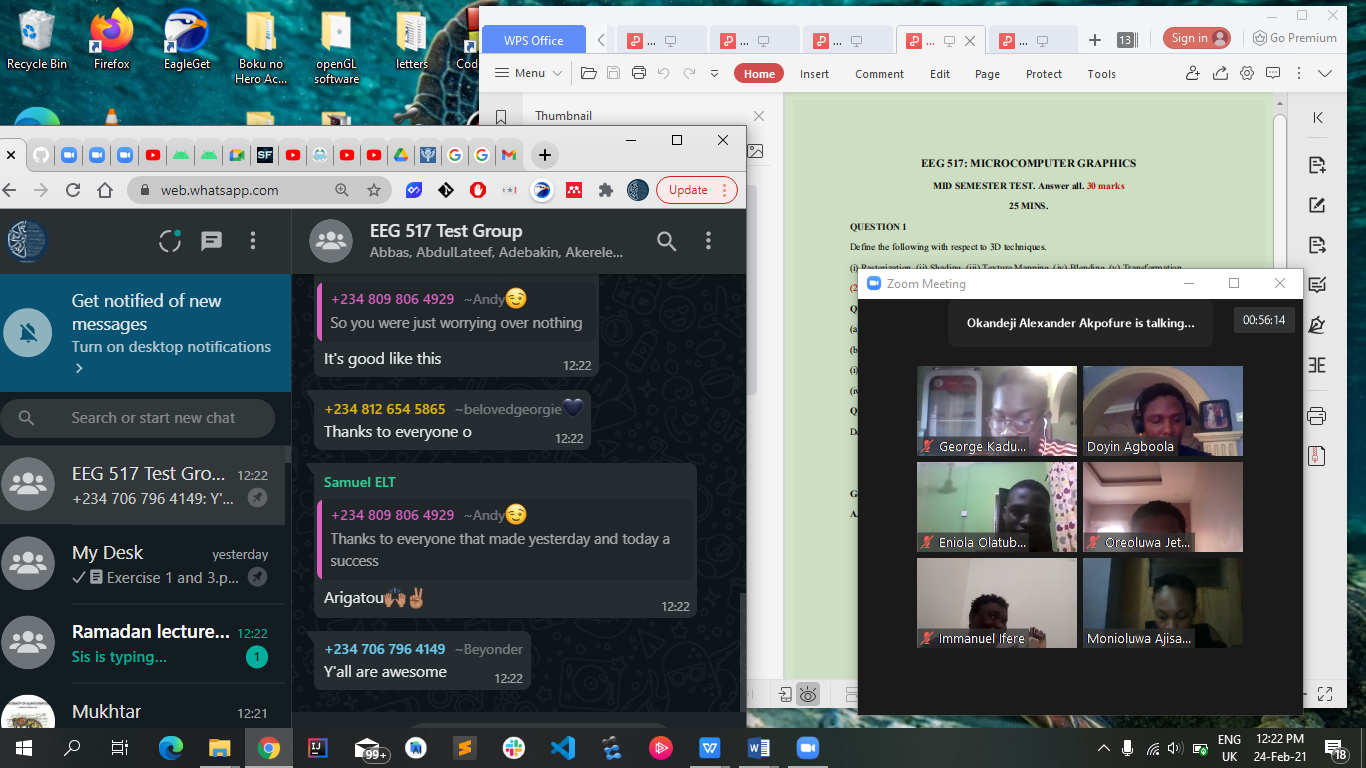 Recycle Bin
Firefox
EagleGet
Boku no
Hero Ac...
openGL
software
letters
Cod
WPS Office
...
...
...
...
...
13
Sign in
Go Premium
Menu
Home
Insert
Comment
Edit
Page
Protect
Tools
Thumbnail
EEG 517: MICROCOMPUTER GRAPHICS
MID SEMESTER TEST. Answer all. 30 marks
25 MINS.
QUESTION 1
Define the following with respect to 3D techniques.
(i) Rasterization (ii) Shading (iii) Texture Mapping (iv) Blending (v) Transformation
(2
Q
(a
(b
(i)
(iv
Q
D
G
A
SF
web.whatsapp.com
Update
EEG 517 Test Group
Abbas, AbdulLateef, Adebakin, Akerele...
Get notified of new
messages
Turn on desktop notifications
>
Search or start new chat
EEG 517 Test Gro... 12:22
+234 706 796 4149: Y'...
My Desk yesterday
Exercise 1 and 3.p...
Ramadan lecture... 12:22
Sis is typing... 1
Mukhtar 12:21
+234 809 806 4929 ~Andy😉
So you were just worrying over nothing
It's good like this
12:22
+234 812 654 5865 ~belovedgeorgie🖤
Thanks to everyone o
12:22
Samuel ELT
+234 809 806 4929 ~Andy😉
Thanks to everyone that made yesterday and today a
success
Arigatou🙌🏾✌🏽
12:22
+234 706 796 4149 ~Beyonder
Y'all are awesome
12:22
Zoom Meeting
Okandeji Alexander Akpofure is talking...
00:56:14
George Kadu...
Doyin Agboola
Eniola Olatub...
Oreoluwa Jet...
Immanuel Ifere
Monioluwa Ajisa...
99+
ENG
UK
12:22 PM
24-Feb-21
18